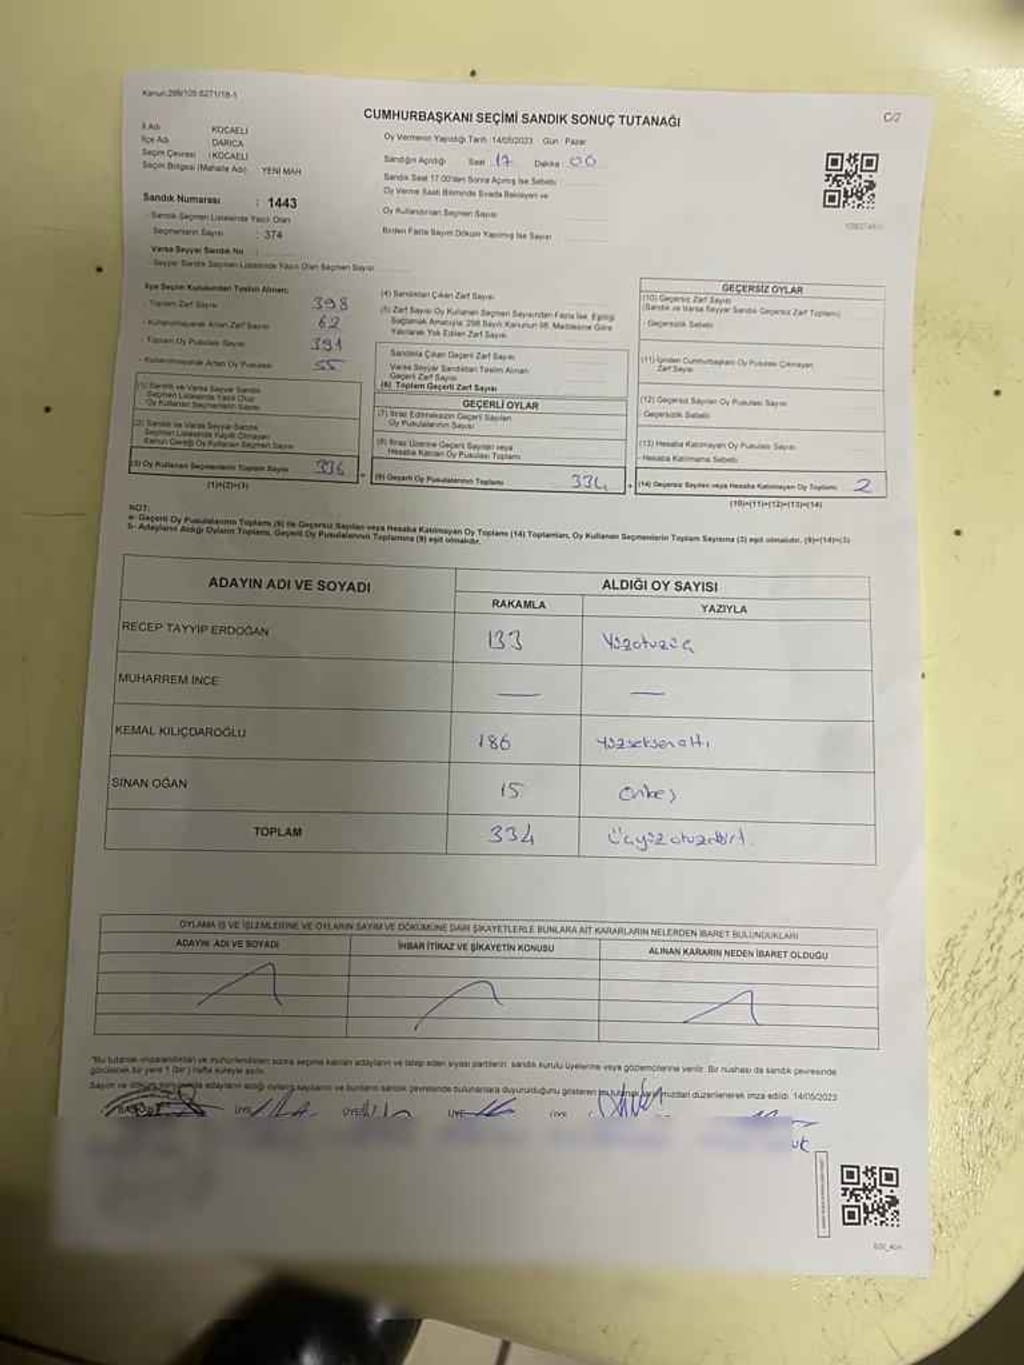 Kanun:298/105 6271/18-1
C/2
CUMHURBAŞKANI SEÇİMİ SANDIK SONUÇ TUTANAĞI
İl Adı KOCAELİ
İlçe Adı DARICA
Seçim Çevresi : KOCAELİ
Seçim Bölgesi (Mahalle Adı) YENİ MAH
Sandık Numarası : 1443
Sandık Seçmen Listesinde Yazılı Olan
Seçmenlerin Sayısı : 374
Varsa Seyyar Sandık No :
Seyyar Sandık Seçmen Listesinde Yazılı Olan Seçmen Sayısı
Oy Vermenin Yapıldığı Tarih 14/05/2023 Gün : Pazar
Sandığın Açıldığı Saat 17 Dakika 00
Sandık Saat 17.00'den Sonra Açılmış İse Sebebi
Oy Verme Saati Bitiminde Sırada Bekleyen ve
Oy Kullandırılan Seçmen Sayısı
Birden Fazla Sayım Döküm Yapılmış İse Sayısı
İlçe Seçim Kurulundan Teslim Alınan:
- Toplam Zarf Sayısı 398
- Kullanılmayarak Artan Zarf Sayısı 62
- Toplam Oy Pusulası Sayısı 391
- Kullanılmayarak Artan Oy Pusulası 55
(1) Sandık ve Varsa Seyyar Sandık
Seçmen Listesinde Yazılı Olup
Oy Kullanan Seçmenlerin Sayısı
(2) Sandık ve Varsa Seyyar Sandık
Seçmen Listesinde Kayıtlı Olmayan
Kanun Gereği Oy Kullanan Seçmen Sayısı
(3) Oy Kullanan Seçmenlerin Toplam Sayısı 336
(1)+(2)=(3)
(4) Sandıktan Çıkan Zarf Sayısı
(5) Zarf Sayısı Oy Kullanan Seçmen Sayısından Fazla İse, Eşitliği
Sağlamak Amacıyla; 298 Sayılı Kanunun 98. Maddesine Göre
Yakılarak Yok Edilen Zarf Sayısı
Sandıkta Çıkan Geçerli Zarf Sayısı
Varsa Seyyar Sandıktan Teslim Alınan
Geçerli Zarf Sayısı
(6) Toplam Geçerli Zarf Sayısı
GEÇERLİ OYLAR
(7) İtiraz Edilmeksizin Geçerli Sayılan
Oy Pusulalarının Sayısı
(8) İtiraz Üzerine Geçerli Sayılan veya
Hesaba Katılan Oy Pusulası Toplamı
(9) Geçerli Oy Pusulalarının Toplamı 334
GEÇERSİZ OYLAR
(10) Geçersiz Zarf Sayısı
(Sandık ve Varsa Seyyar Sandık Geçersiz Zarf Toplamı)
- Geçersizlik Sebebi
(11) İçinden Cumhurbaşkanı Oy Pusulası Çıkmayan
Zarf Sayısı
(12) Geçersiz Sayılan Oy Pusulası Sayısı
- Geçersizlik Sebebi
(13) Hesaba Katılmayan Oy Pusulası Sayısı
- Hesaba Katılmama Sebebi
(14) Geçersiz Sayılan veya Hesaba Katılmayan Oy Toplamı 2
(10)+(11)+(12)+(13)=(14)
NOT:
a- Geçerli Oy Pusulalarının Toplamı (9) ile Geçersiz Sayılan veya Hesaba Katılmayan Oy Toplamı (14) Toplamları, Oy Kullanan Seçmenlerin Toplam Sayısına (3) eşit olmalıdır. (9)+(14)=(3)
b- Adayların Aldığı Oyların Toplamı, Geçerli Oy Pusulalarının Toplamına (9) eşit olmalıdır.
ADAYIN ADI VE SOYADI ALDIĞI OY SAYISI
RAKAMLA YAZIYLA
RECEP TAYYİP ERDOĞAN 133 Yüzotuzüç
MUHARREM İNCE — —
KEMAL KILIÇDAROĞLU 186 Yüzseksenaltı
SİNAN OĞAN 15 Onbeş
TOPLAM 334 Üçyüzotuzdört.
OYLAMA İŞ VE İŞLEMLERİNE VE OYLARIN SAYIM VE DÖKÜMÜNE DAİR ŞİKAYETLERLE BUNLARA AİT KARARLARIN NELERDEN İBARET BULUNDUKLARI
ADAYIN ADI VE SOYADI İHBAR İTİRAZ VE ŞİKAYETİN KONUSU ALINAN KARARIN NEDEN İBARET OLDUĞU
*Bu tutanak imzalandıktan ve mühürlendikten sonra seçime katılan adayların ve talep eden siyasi partilerin sandık kurulu üyelerine veya gözlemcilerine verilir. Bir nüshası da sandık çevresinde
görülecek bir yere 1 (bir) hafta süreyle asılır.
Sayım ve döküm adayların aldığı oyların sayılarını ve bunların sandık çevresinde bulunanlara duyurulduğunu gösteren düzenlenerek imza edildi. 14/05/2023
ÜYE ÜYE ÜYE ÜYE